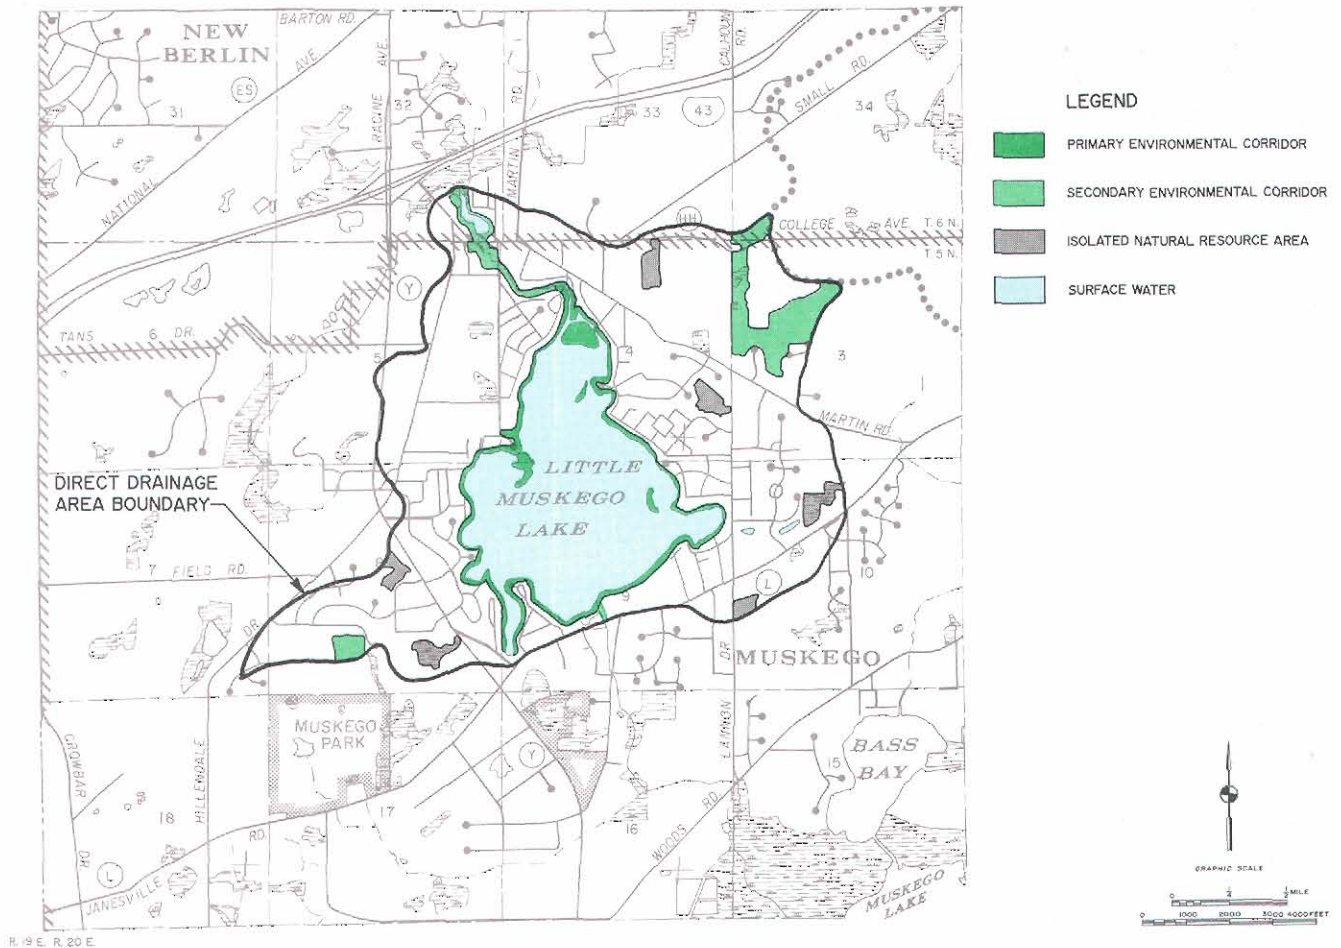 NEW
BERLIN
BARTON RD.
AVE.
RACINE
AVE.
MARTIN
RD.
CALHOUN
RD.
SMALL RD.
ES
31
32
33
43
34
NATIONAL
HH
COLLEGE AVE. T. 6 N.
T. 5 N.
Y
TANS 6 DR.
5
4
3
MARTIN RD.
LITTLE
MUSKEGO
LAKE
DIRECT DRAINAGE
AREA BOUNDARY
7 FIELD RD.
8
9
10
L
DR.
MUSKEGO
MUSKEGO
PARK
Y
LANNON
DR.
BASS
BAY
15
CROWBAR
DR.
HILLENDALE
18
17
16
WOODS RD.
L
JANESVILLE
RD.
MUSKEGO
LAKE
R. 19 E. R. 20 E.
LEGEND
PRIMARY ENVIRONMENTAL CORRIDOR
SECONDARY ENVIRONMENTAL CORRIDOR
ISOLATED NATURAL RESOURCE AREA
SURFACE WATER
GRAPHIC SCALE
0 1/4 1/2 MILE
0 1000 2000 3000 4000 FEET